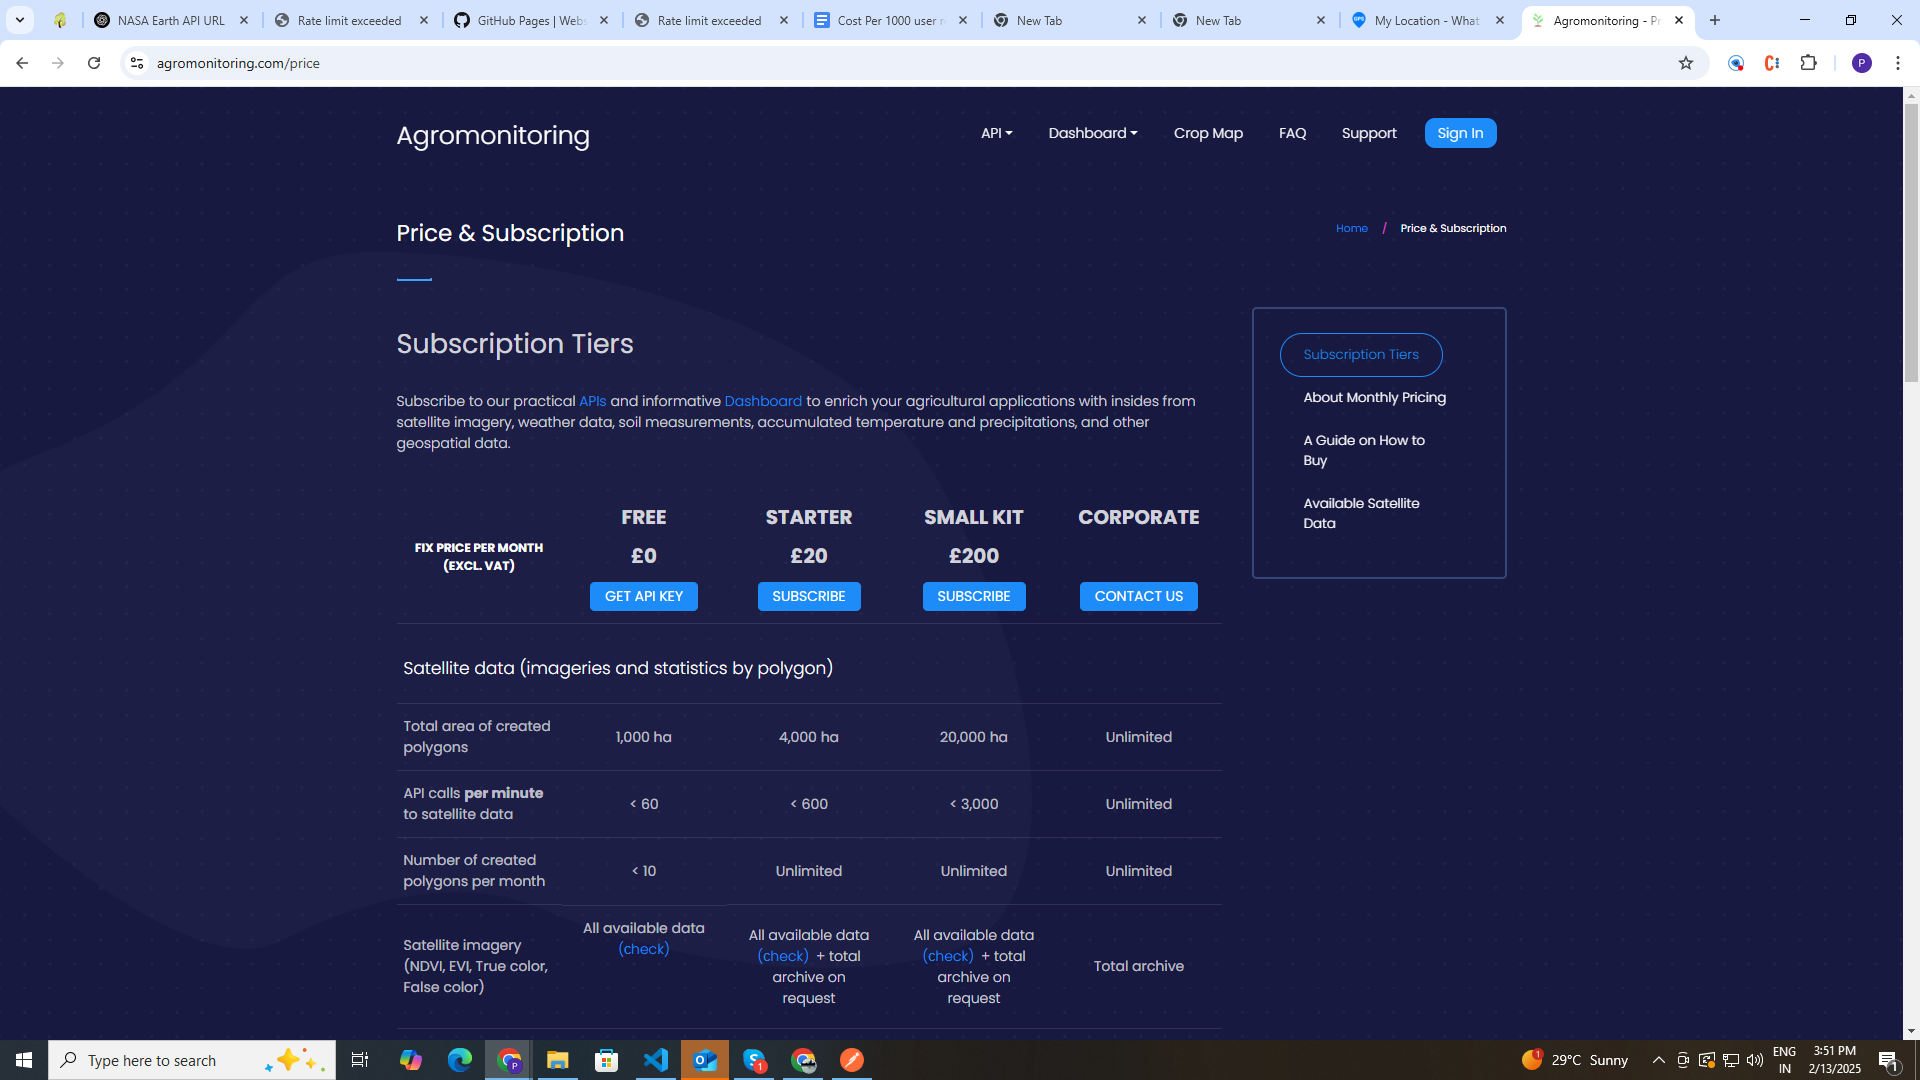 NASA Earth API URL
Rate limit exceeded
GitHub Pages | Webs
Rate limit exceeded
Cost Per 1000 user r
New Tab
New Tab
My Location - What
Agromonitoring - Pr
agromonitoring.com/price
P
Agromonitoring
API
Dashboard
Crop Map
FAQ
Support
Sign In
Price & Subscription
Home / Price & Subscription
Subscription Tiers
Subscribe to our practical APIs and informative Dashboard to enrich your agricultural applications with insides from
satellite imagery, weather data, soil measurements, accumulated temperature and precipitations, and other
geospatial data.
Subscription Tiers
About Monthly Pricing
A Guide on How to
Buy
Available Satellite
Data
FREE STARTER SMALL KIT CORPORATE
FIX PRICE PER MONTH
(EXCL. VAT)
£0 £20 £200
GET API KEY SUBSCRIBE SUBSCRIBE CONTACT US
Satellite data (imageries and statistics by polygon)
Total area of created
polygons
1,000 ha 4,000 ha 20,000 ha Unlimited
API calls per minute
to satellite data
< 60 < 600 < 3,000 Unlimited
Number of created
polygons per month
< 10 Unlimited Unlimited Unlimited
Satellite imagery
(NDVI, EVI, True color,
False color)
All available data
(check)
All available data
(check) + total
archive on
request
All available data
(check) + total
archive on
request
Total archive
Type here to search
1
1
29°C Sunny
ENG
IN
3:51 PM
2/13/2025
1